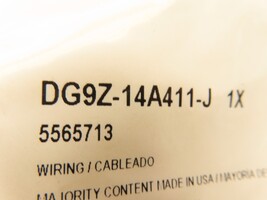 DG9Z-14A411-J 1X
5565713
WIRING / CABLEADO
MAJORITY CONTENT MADE IN USA / MAYORIA DE